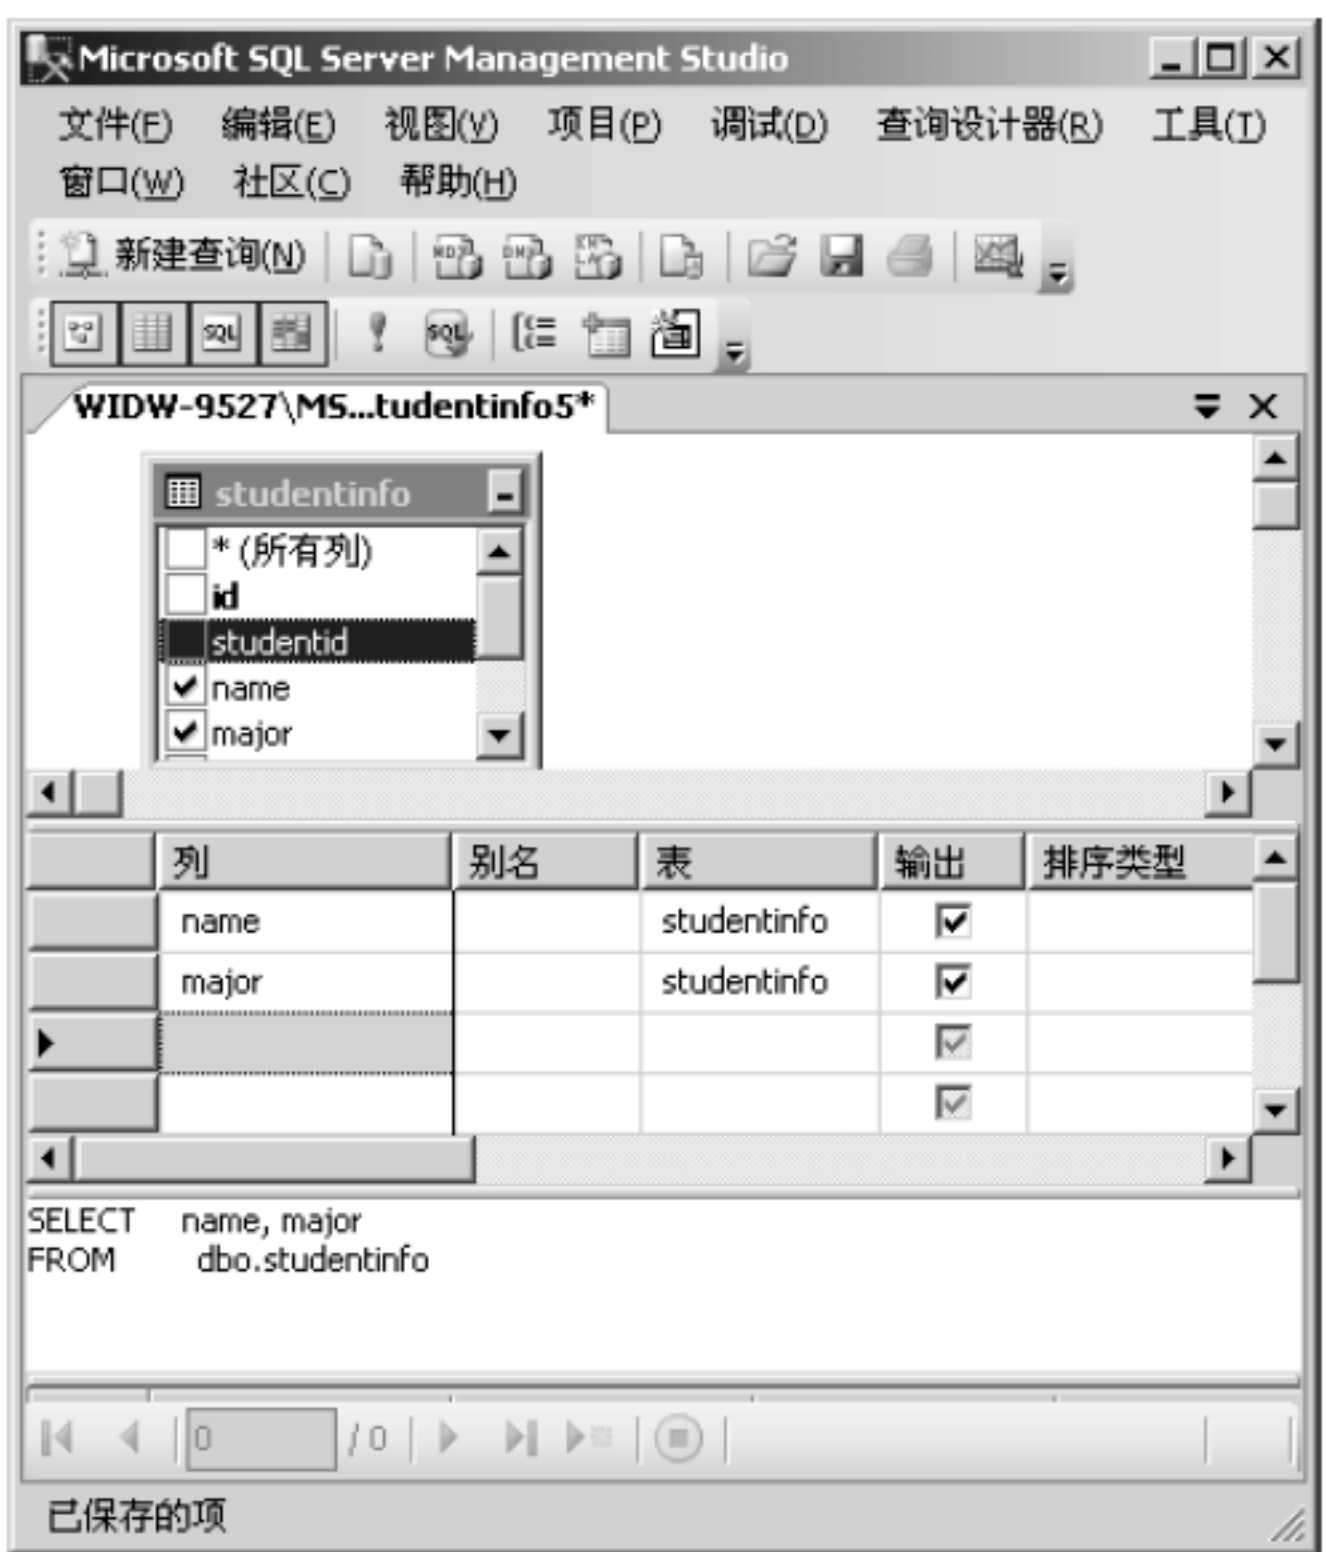 Microsoft SQL Server Management Studio
文件(F) 编辑(E) 视图(V) 项目(P) 调试(D) 查询设计器(R) 工具(T)
窗口(W) 社区(C) 帮助(H)
新建查询(N)
SQL SQL
WIDW-9527\MS...tudentinfo5*
studentinfo
* (所有列)
id
studentid
name
major
列 别名 表 输出 排序类型
name studentinfo
major studentinfo
SELECT name, major
FROM dbo.studentinfo
0 / 0
已保存的项